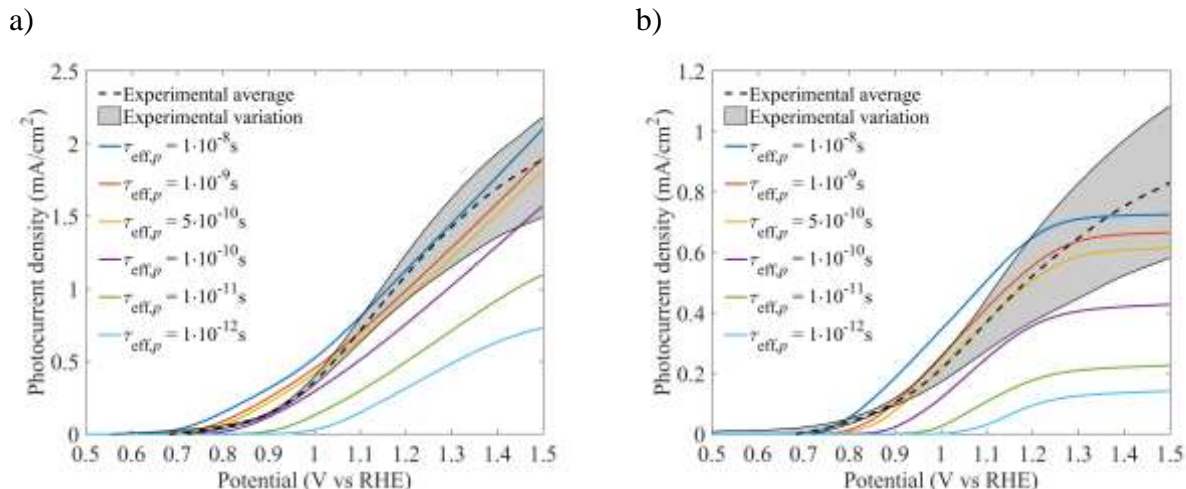 a)
2.5
2
1.5
1
0.5
0
Photocurrent density (mA/cm²)
Experimental average
Experimental variation
τeff,p = 1·10⁻⁸s
τeff,p = 1·10⁻⁹s
τeff,p = 5·10⁻¹⁰s
τeff,p = 1·10⁻¹⁰s
τeff,p = 1·10⁻¹¹s
τeff,p = 1·10⁻¹²s
0.5 0.6 0.7 0.8 0.9 1 1.1 1.2 1.3 1.4 1.5
Potential (V vs RHE)
b)
1.2
1
0.8
0.6
0.4
0.2
0
Photocurrent density (mA/cm²)
Experimental average
Experimental variation
τeff,p = 1·10⁻⁸s
τeff,p = 1·10⁻⁹s
τeff,p = 5·10⁻¹⁰s
τeff,p = 1·10⁻¹⁰s
τeff,p = 1·10⁻¹¹s
τeff,p = 1·10⁻¹²s
0.5 0.6 0.7 0.8 0.9 1 1.1 1.2 1.3 1.4 1.5
Potential (V vs RHE)